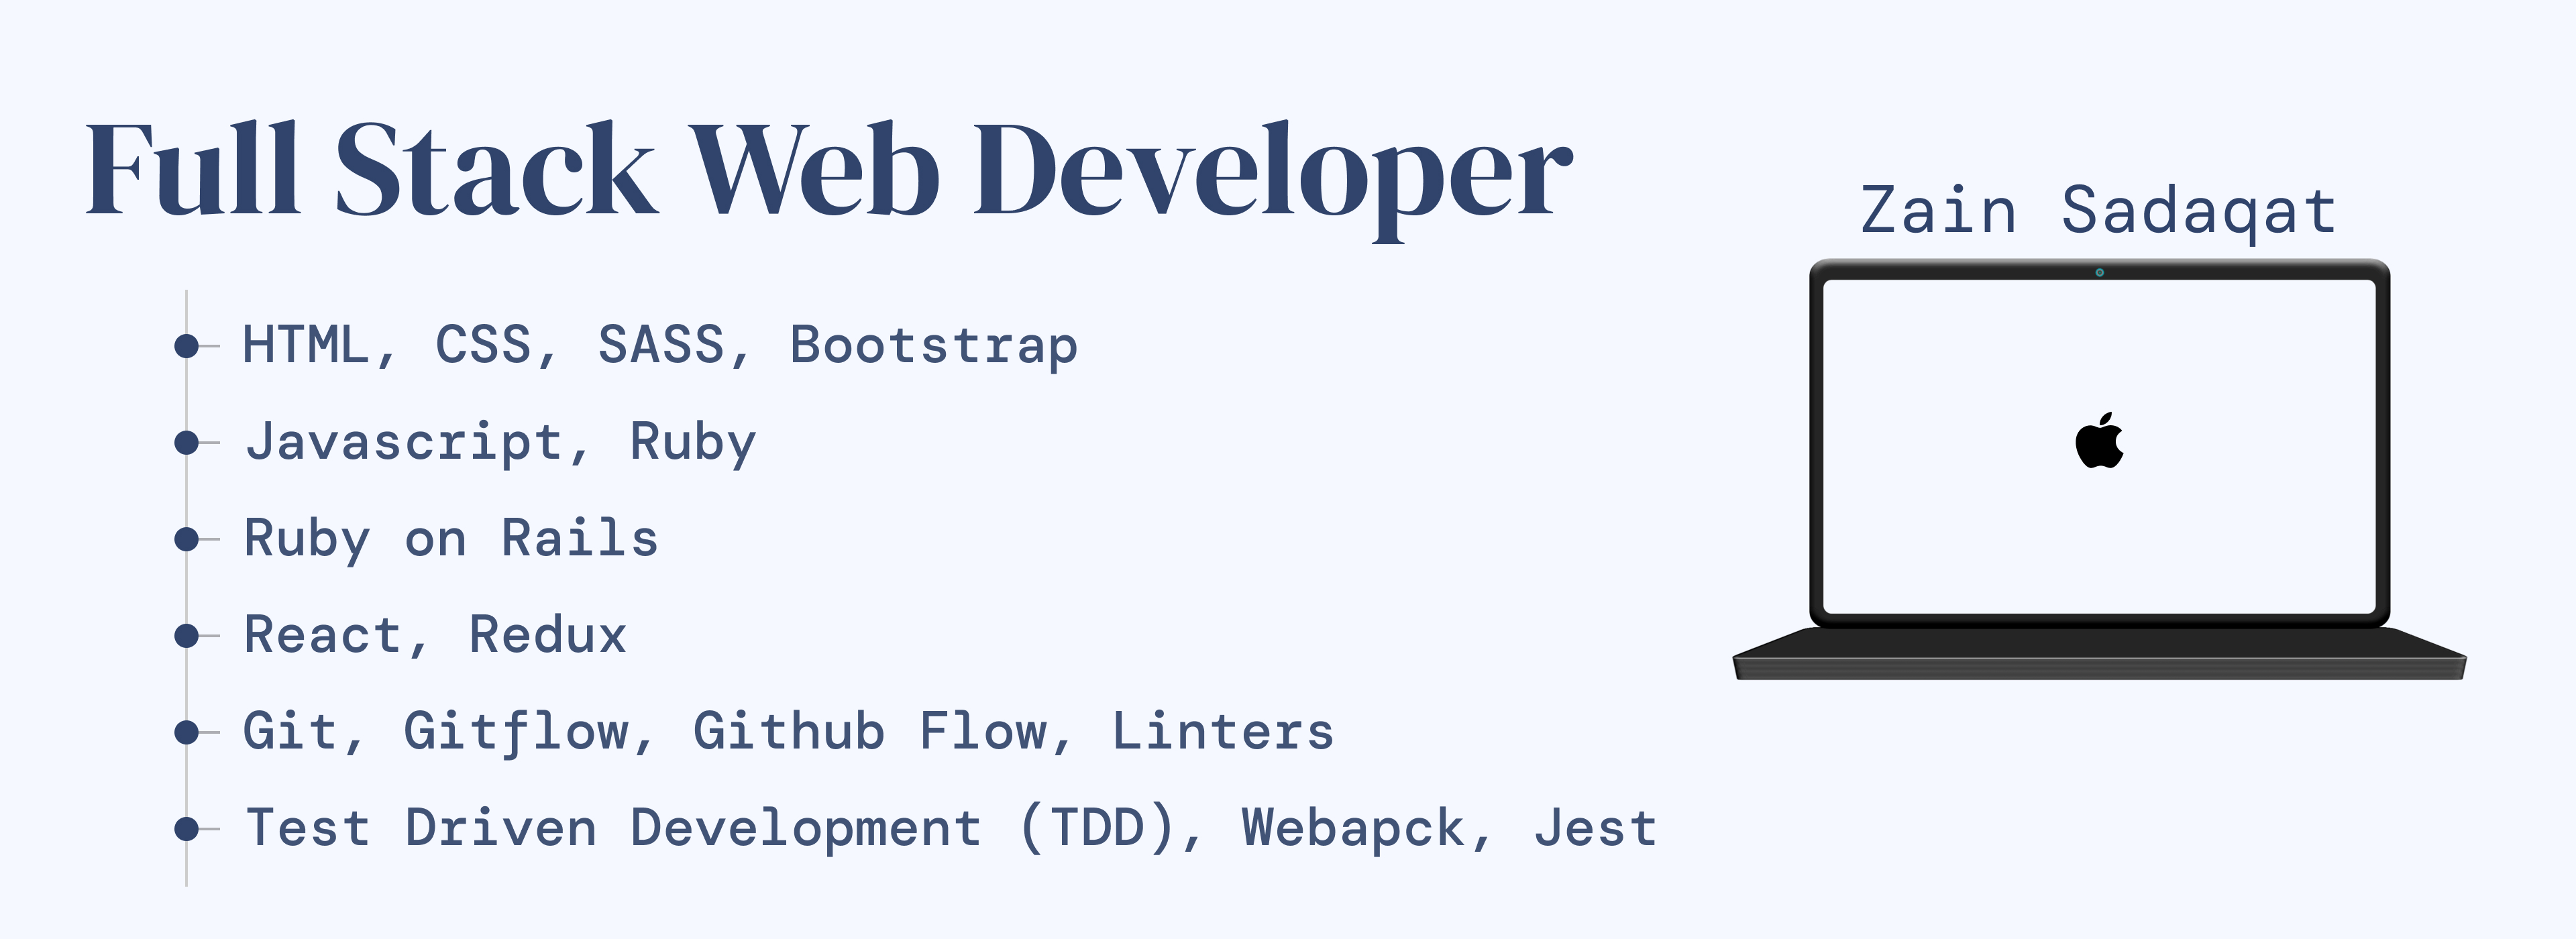 Full Stack Web Developer
Zain Sadaqat
HTML, CSS, SASS, Bootstrap
Javascript, Ruby
Ruby on Rails
React, Redux
Git, Gitflow, Github Flow, Linters
Test Driven Development (TDD), Webapck, Jest